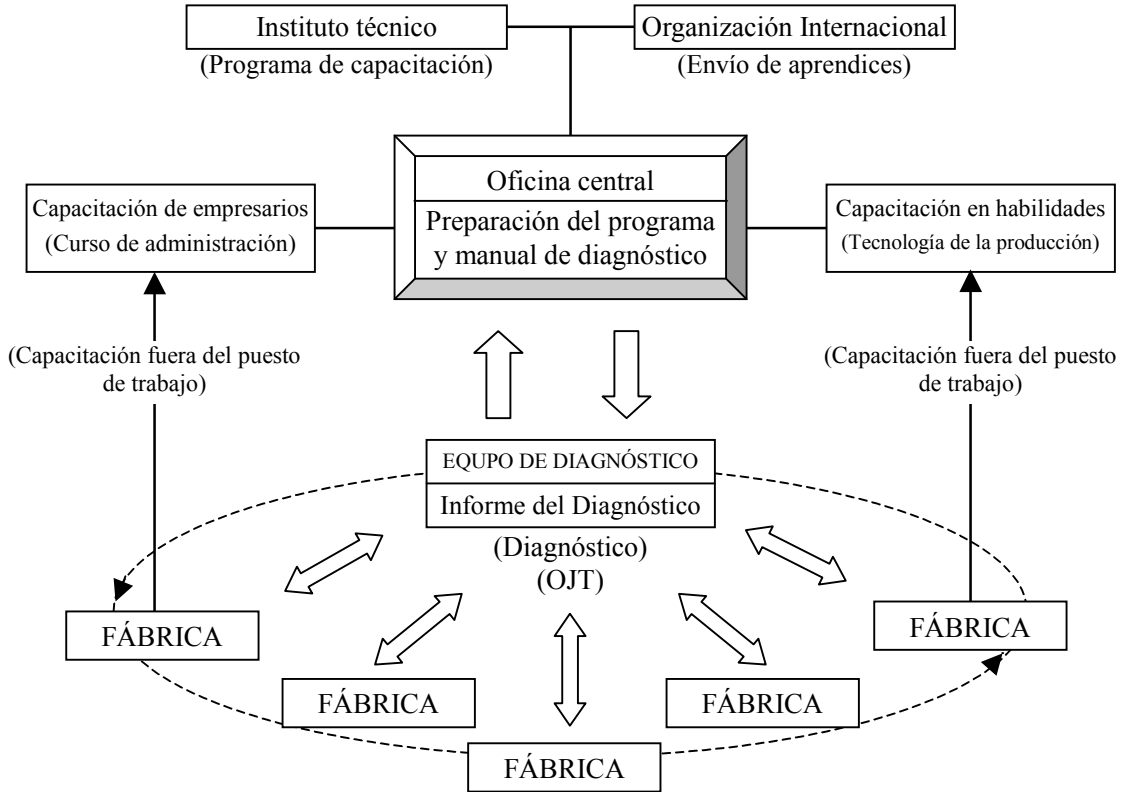 Instituto técnico
(Programa de capacitación)
Organización Internacional
(Envío de aprendices)
Oficina central
Preparación del programa
y manual de diagnóstico
Capacitación de empresarios
(Curso de administración)
Capacitación en habilidades
(Tecnología de la producción)
(Capacitación fuera del puesto
de trabajo)
(Capacitación fuera del puesto
de trabajo)
EQUPO DE DIAGNÓSTICO
Informe del Diagnóstico
(Diagnóstico)
(OJT)
FÁBRICA
FÁBRICA
FÁBRICA
FÁBRICA
FÁBRICA